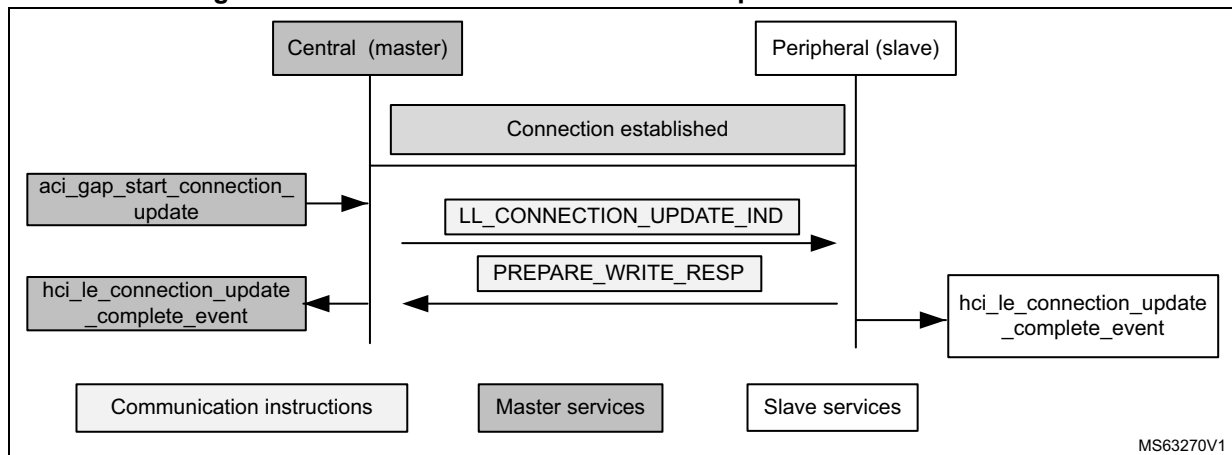 Central (master)
Peripheral (slave)
Connection established
aci_gap_start_connection_
update
LL_CONNECTION_UPDATE_IND
PREPARE_WRITE_RESP
hci_le_connection_update
_complete_event
hci_le_connection_update
_complete_event
Communication instructions
Master services
Slave services
MS63270V1